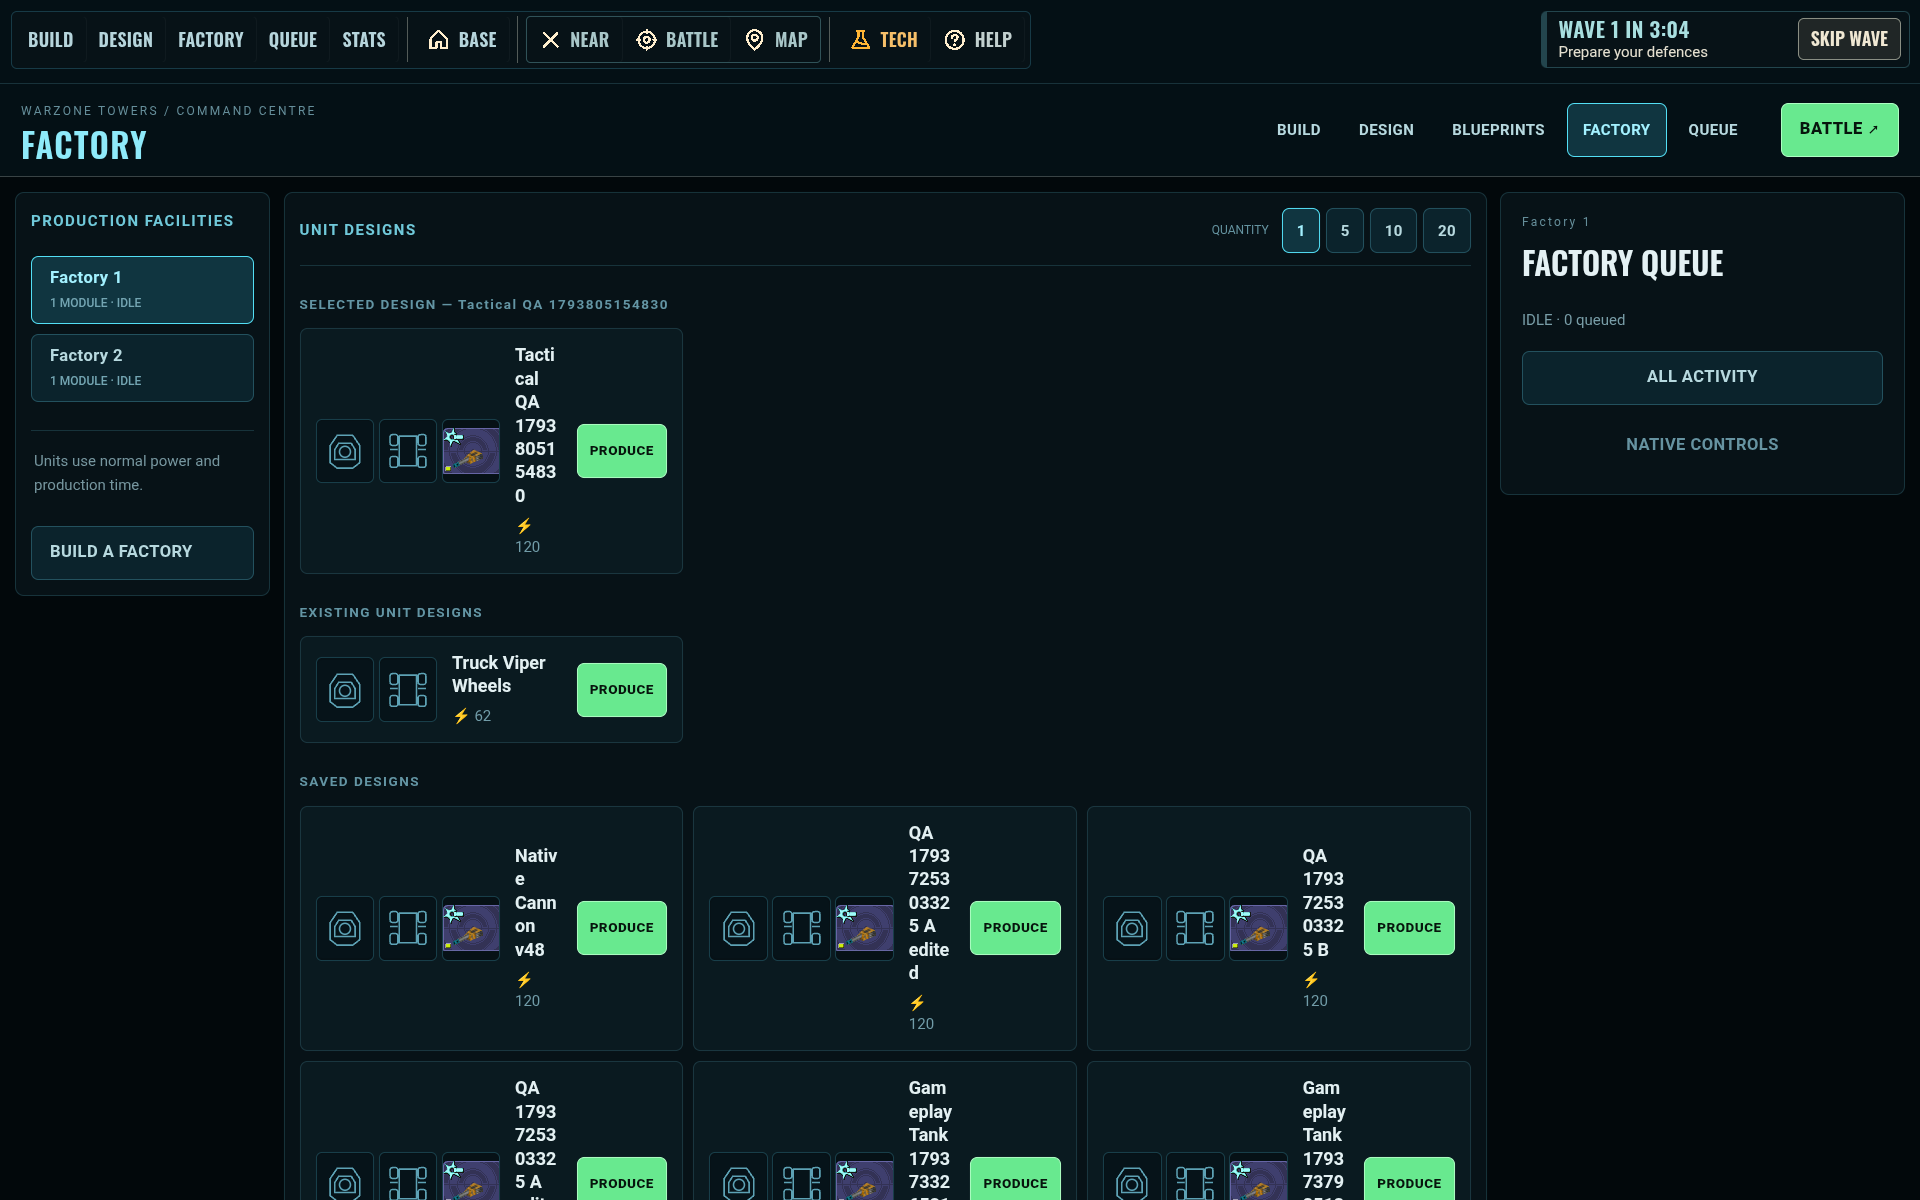 BUILD DESIGN FACTORY QUEUE STATS BASE NEAR BATTLE MAP TECH HELP
WAVE 1 IN 3:04
Prepare your defences
SKIP WAVE
WARZONE TOWERS / COMMAND CENTRE
FACTORY
BUILD DESIGN BLUEPRINTS FACTORY QUEUE BATTLE ↗
PRODUCTION FACILITIES
Factory 1
1 MODULE · IDLE
Factory 2
1 MODULE · IDLE
Units use normal power and
production time.
BUILD A FACTORY
UNIT DESIGNS
QUANTITY 1 5 10 20
SELECTED DESIGN — Tactical QA 1793805154830
Tacti
cal
QA
1793
8051
5483
0
⚡
120
PRODUCE
EXISTING UNIT DESIGNS
Truck Viper
Wheels
⚡ 62
PRODUCE
SAVED DESIGNS
Nativ
e
Cann
on
v48
⚡
120
PRODUCE
QA
1793
7253
0332
5 A
edite
d
⚡
120
PRODUCE
QA
1793
7253
0332
5 B
⚡
120
PRODUCE
QA
1793
7253
0332
5 A
PRODUCE
Gam
eplay
Tank
1793
7332
PRODUCE
Gam
eplay
Tank
1793
7379
PRODUCE
Factory 1
FACTORY QUEUE
IDLE · 0 queued
ALL ACTIVITY
NATIVE CONTROLS